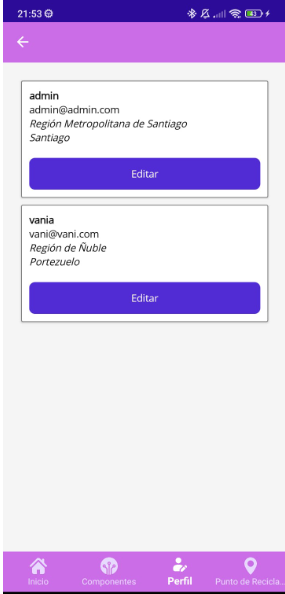 21:53
admin
admin@admin.com
Región Metropolitana de Santiago
Santiago
Editar
vania
vani@vani.com
Región de Ñuble
Portezuelo
Editar
Inicio
Componentes
Perfil
Punto de Recicla...